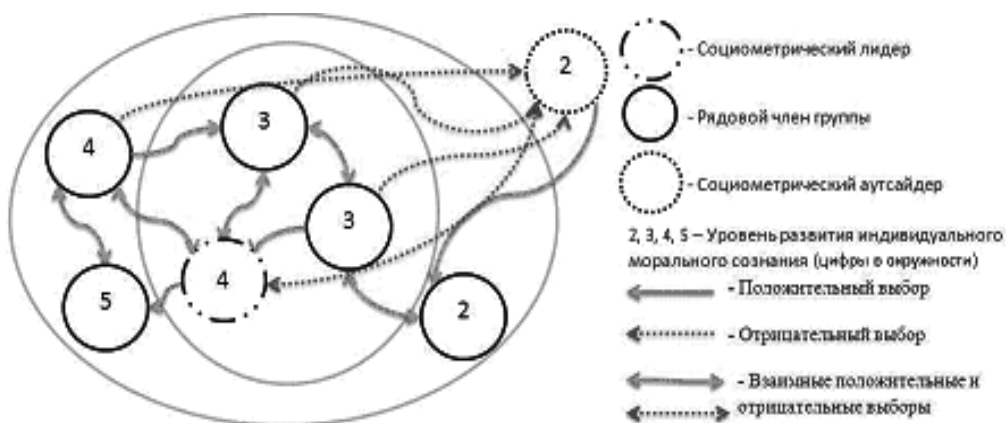 2
3
4
3
4
5
2
- Социометрический лидер
- Рядовой член группы
- Социометрический аутсайдер
2, 3, 4, 5 – Уровень развития индивидуального
морального сознания (цифры в окружности)
- Положительный выбор
- Отрицательный выбор
- Взаимные положительные и
отрицательные выборы